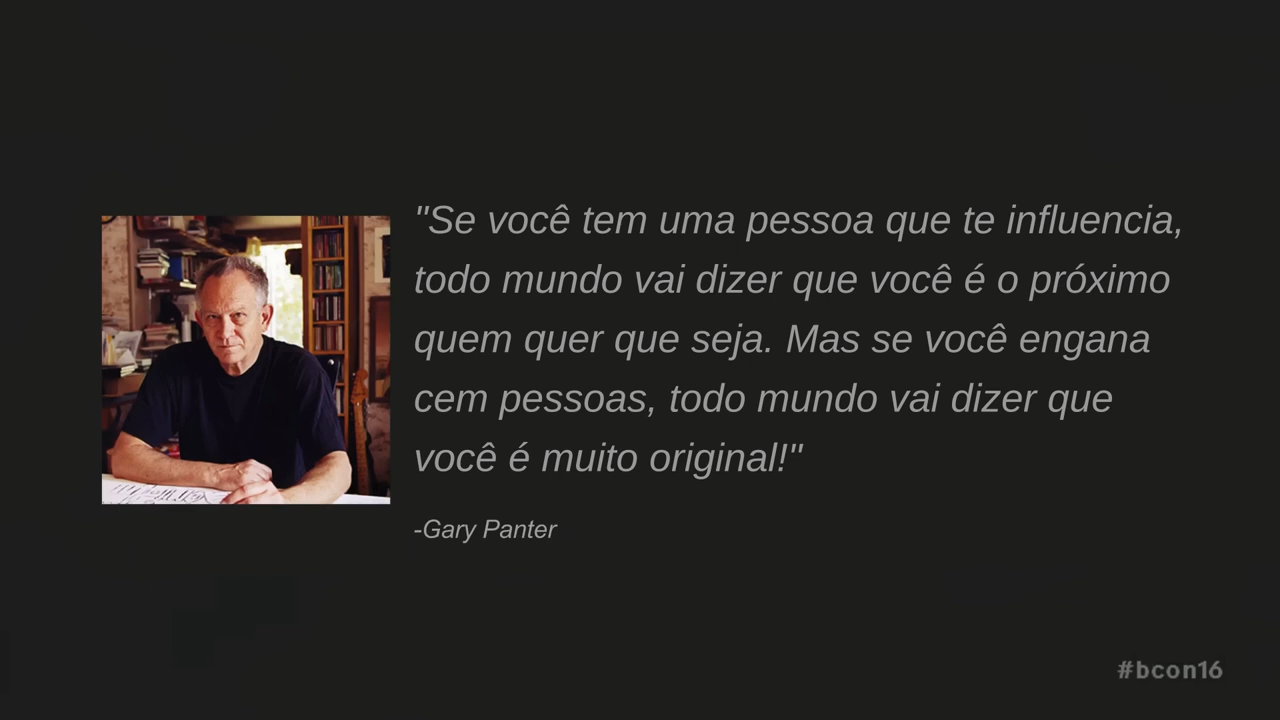 "Se você tem uma pessoa que te influencia,
todo mundo vai dizer que você é o próximo
quem quer que seja. Mas se você engana
cem pessoas, todo mundo vai dizer que
você é muito original!"
-Gary Panter
#bcon16